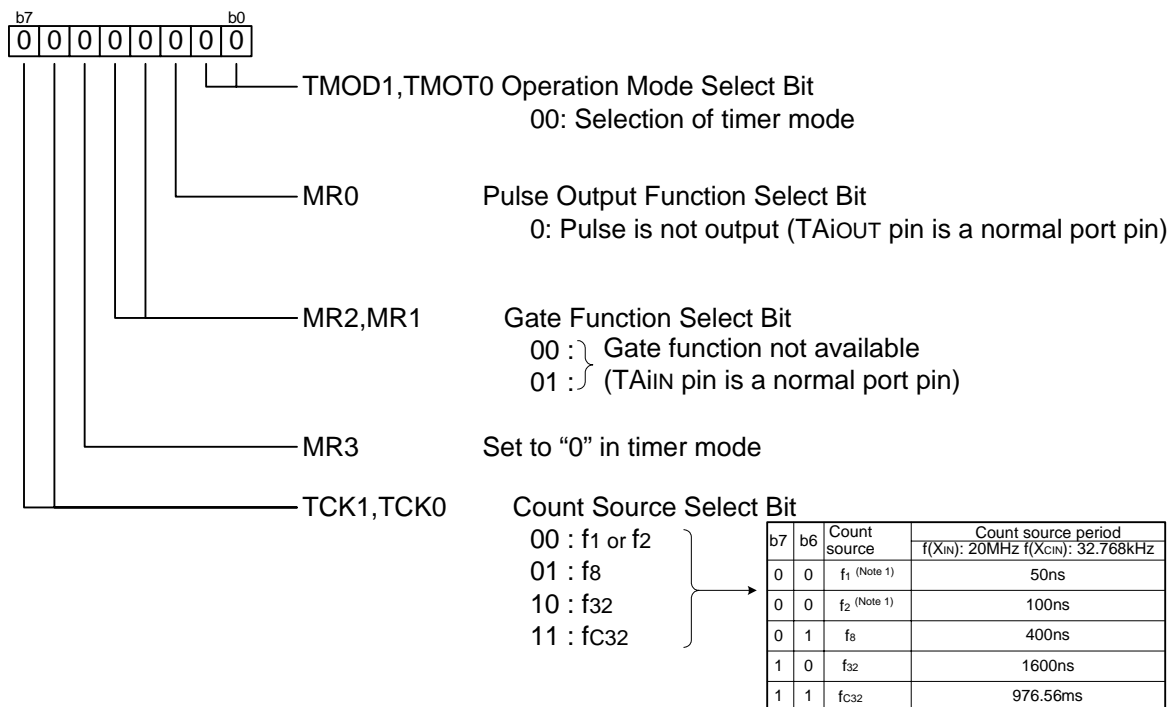 b7 b0
0 0 0 0 0 0 0 0
TMOD1,TMOT0 Operation Mode Select Bit
00: Selection of timer mode
MR0 Pulse Output Function Select Bit
0: Pulse is not output (TAiOUT pin is a normal port pin)
MR2,MR1 Gate Function Select Bit
00 : Gate function not available
01 : (TAiIN pin is a normal port pin)
MR3 Set to “0” in timer mode
TCK1,TCK0 Count Source Select Bit
00 : f1 or f2
01 : f8
10 : f32
11 : fC32
b7 b6 Count source Count source period
f(XIN): 20MHz f(XCIN): 32.768kHz
0 0 f1 (Note 1) 50ns
0 0 f2 (Note 1) 100ns
0 1 f8 400ns
1 0 f32 1600ns
1 1 fC32 976.56ms